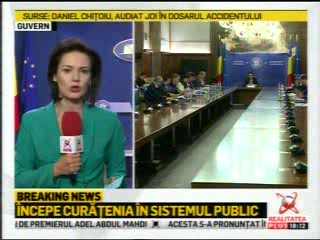 SURSE: DANIEL CHIȚOIU, AUDIAT JOI ÎN DOSARUL ACCIDENTULUI
GUVERN
BREAKING NEWS
ÎNCEPE CURĂȚENIA ÎN SISTEMUL PUBLIC
REALITATEA
PLUS 18:12
DE PREMIERUL ADEL ABDUL MAHDI
ACESTA S-A PRONUNȚAT